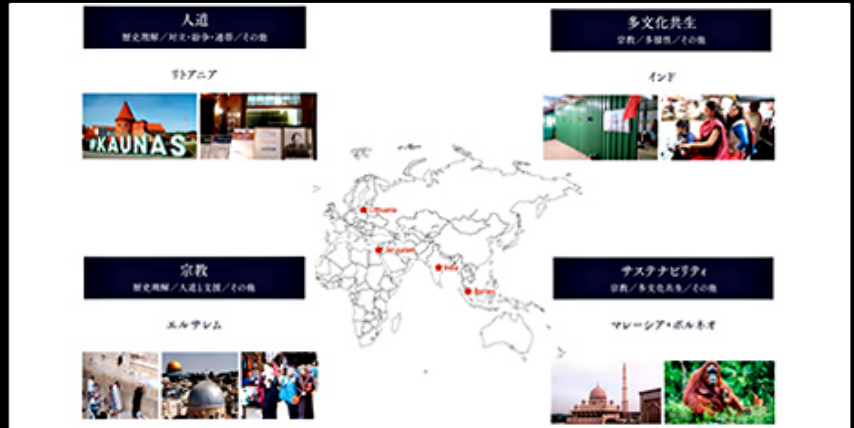 人道
歴史理解／対立・紛争・連帯／その他
リトアニア
#KAUNAS
多文化共生
宗教／多様性／その他
インド
Lithuania
Jerusalem
India
Borneo
宗教
歴史理解／人道と支援／その他
エルサレム
サステナビリティ
宗教／多文化共生／その他
マレーシア・ボルネオ